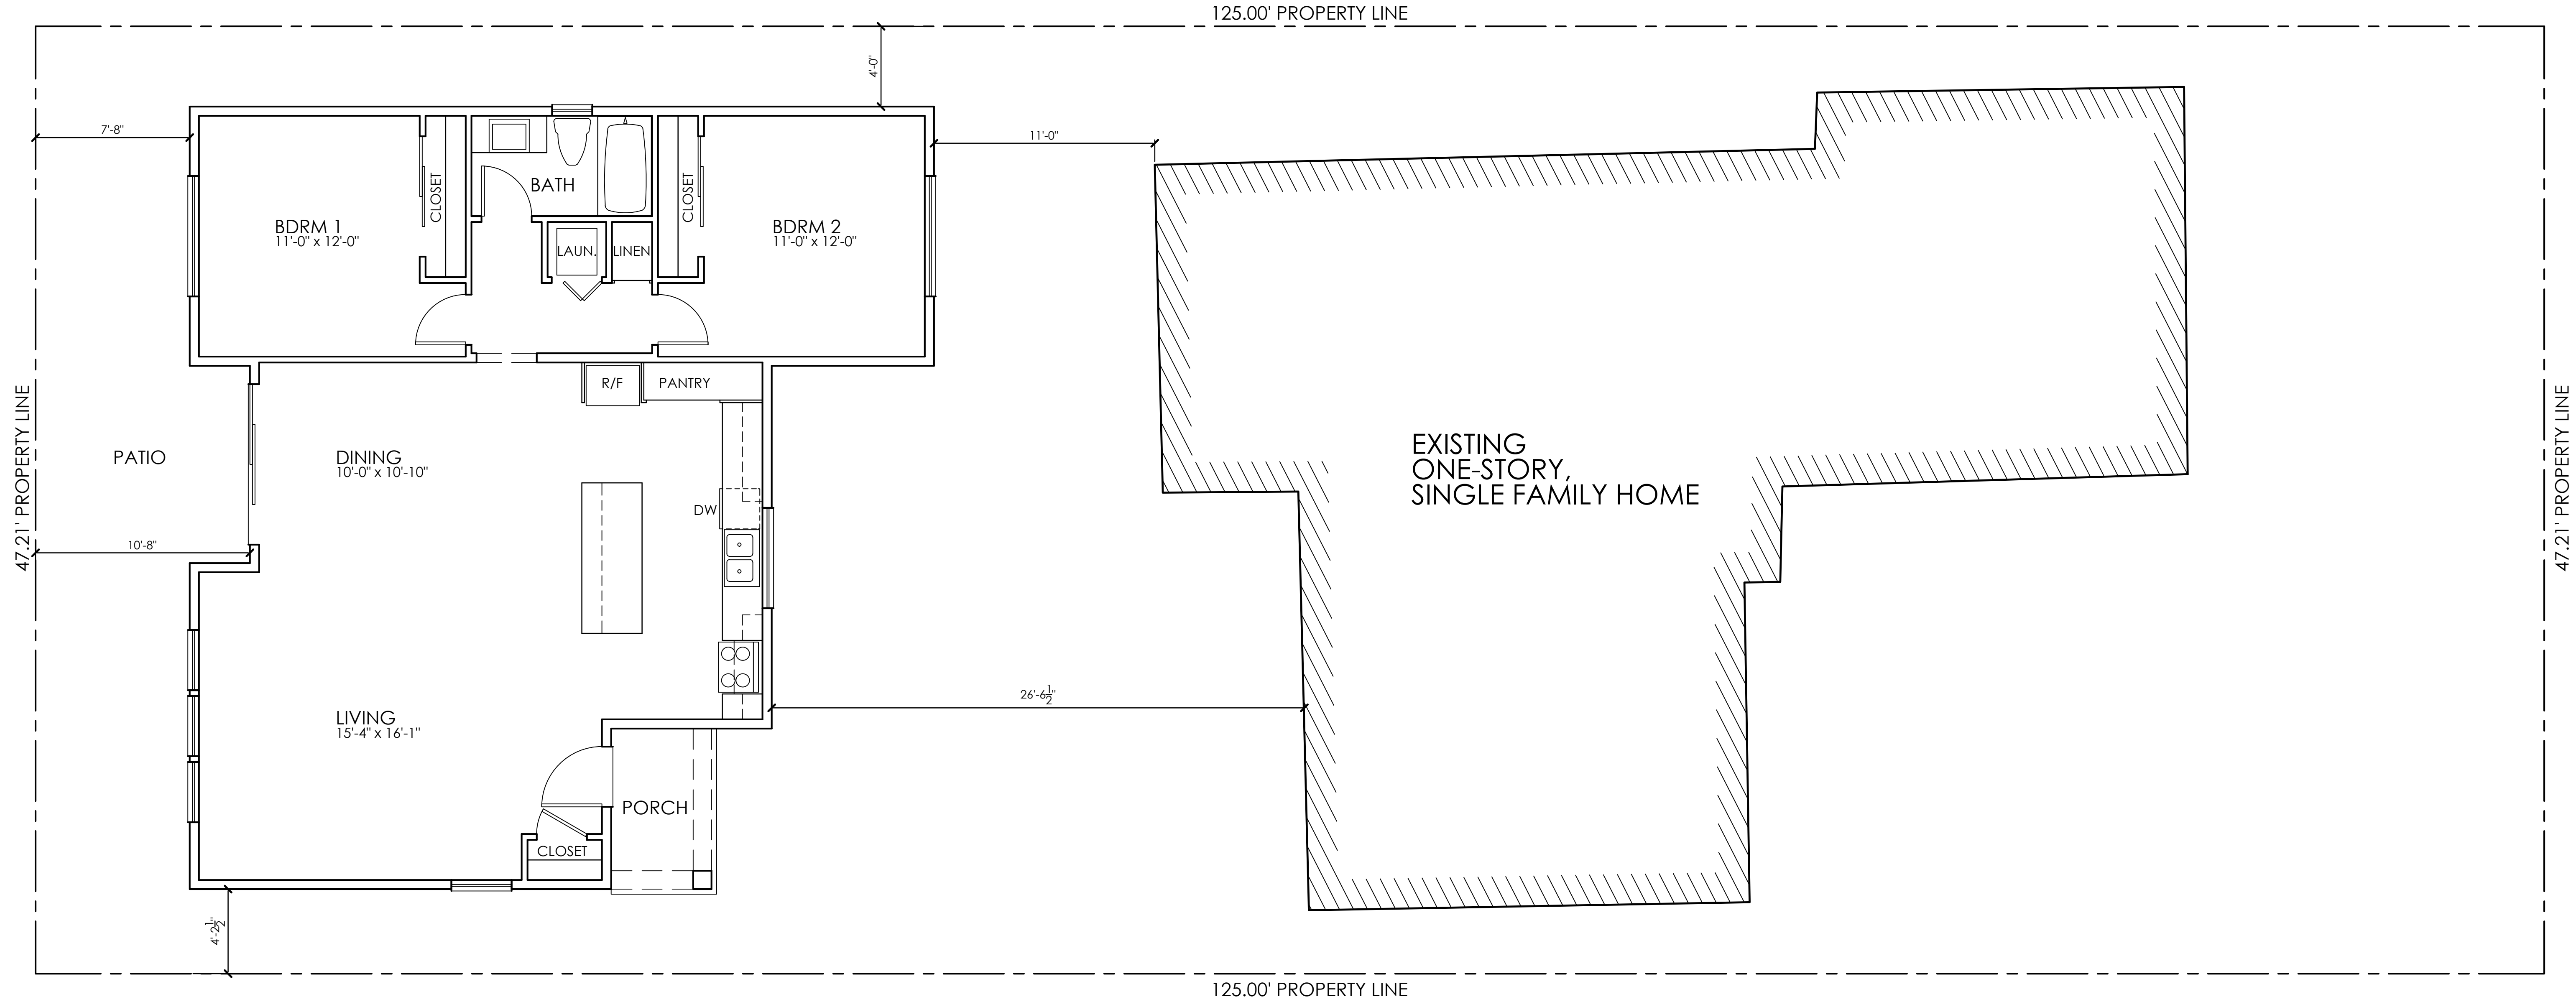 125.00' PROPERTY LINE
4'-0"
7'-8"
11'-0"
CLOSET
BATH
CLOSET
BDRM 1
11'-0" x 12'-0"
BDRM 2
11'-0" x 12'-0"
LAUN.
LINEN
R/F
PANTRY
47.21' PROPERTY LINE
PATIO
DINING
10'-0" x 10'-10"
EXISTING
ONE-STORY,
SINGLE FAMILY HOME
47.21' PROPERTY LINE
DW
10'-8"
26'-6½"
LIVING
15'-4" x 16'-1"
PORCH
CLOSET
4'-2½"
125.00' PROPERTY LINE